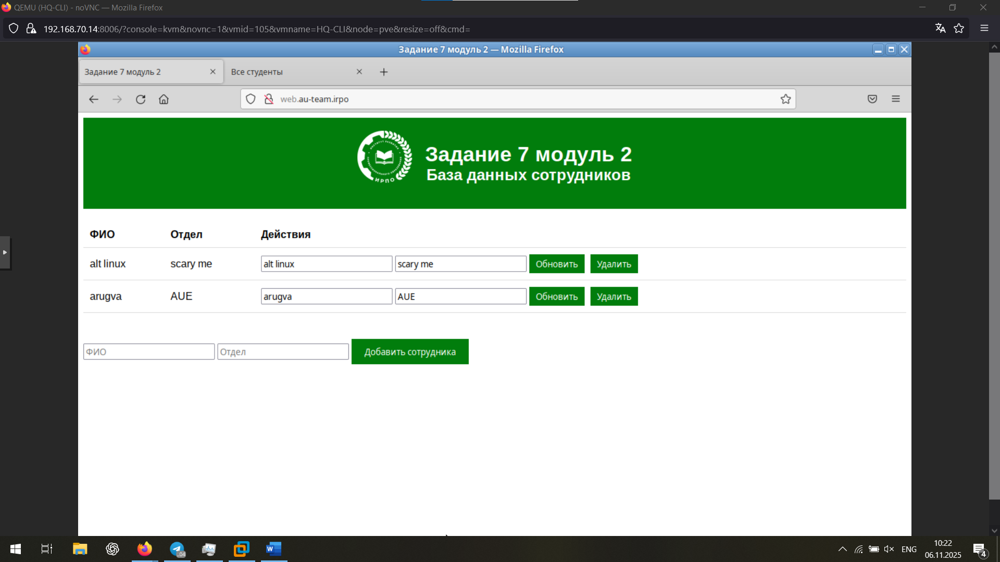 QEMU (HQ-CLI) - noVNC — Mozilla Firefox
192.168.70.14:8006/?console=kvm&novnc=1&vmid=105&vmname=HQ-CLI&node=pve&resize=off&cmd=
Задание 7 модуль 2 — Mozilla Firefox
Задание 7 модуль 2
Все студенты
web.au-team.irpo
Задание 7 модуль 2
База данных сотрудников
ИРПО
ФИО Отдел Действия
alt linux scary me alt linux scary me Обновить Удалить
arugva AUE arugva AUE Обновить Удалить
ФИО Отдел Добавить сотрудника
..04
W
ENG
10:22
06.11.2025
4